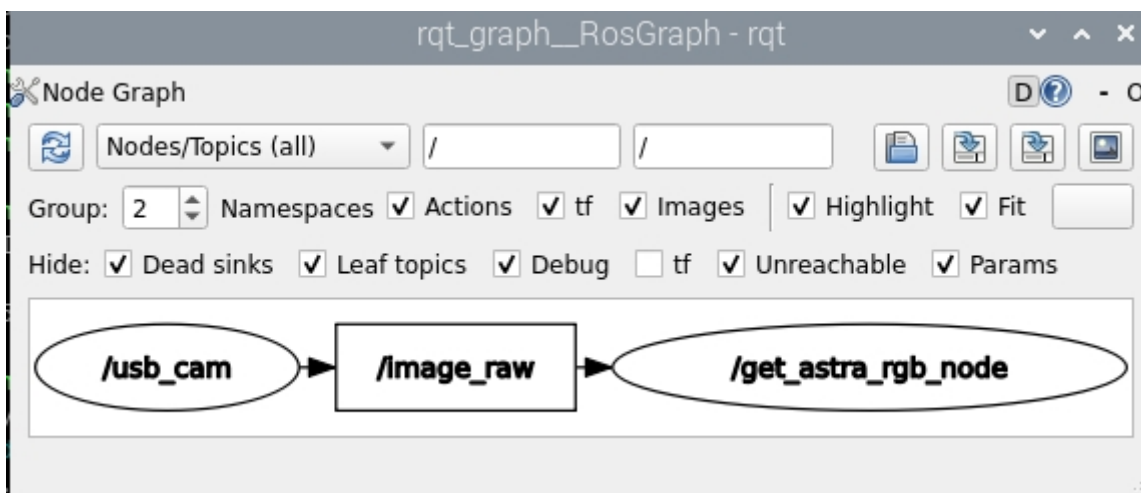 rqt_graph__RosGraph - rqt
Node Graph D ? - O
Nodes/Topics (all) / /
Group: 2 Namespaces Actions tf Images Highlight Fit
Hide: Dead sinks Leaf topics Debug tf Unreachable Params
/usb_cam /image_raw /get_astra_rgb_node